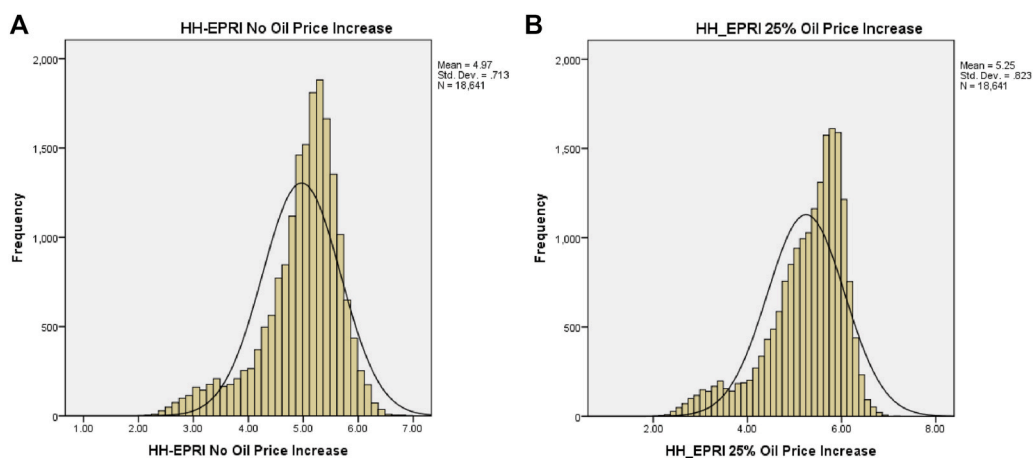 A
HH-EPRI No Oil Price Increase
Mean = 4.97
Std. Dev. = .713
N = 18,641
2,000
1,500
1,000
500
0
Frequency
1.00 2.00 3.00 4.00 5.00 6.00 7.00
HH-EPRI No Oil Price Increase
B
HH_EPRI 25% Oil Price Increase
Mean = 5.25
Std. Dev. = .823
N = 18,641
2,000
1,500
1,000
500
0
Frequency
2.00 4.00 6.00 8.00
HH_EPRI 25% Oil Price Increase